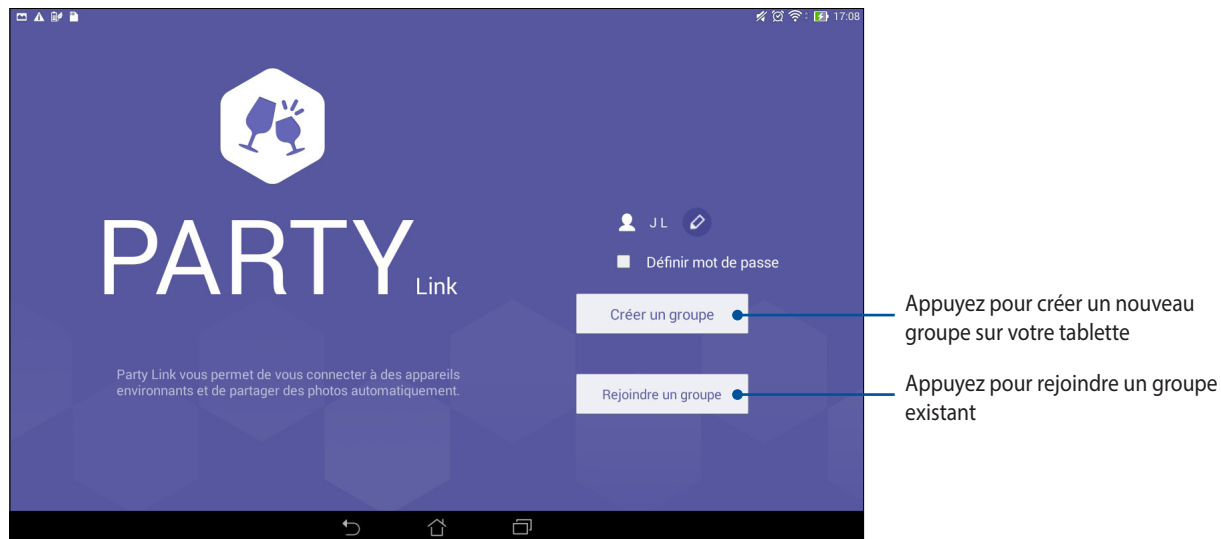 17:08
PARTY
Link
J L
Définir mot de passe
Créer un groupe
Appuyez pour créer un nouveau
groupe sur votre tablette
Party Link vous permet de vous connecter à des appareils
environnants et de partager des photos automatiquement.
Rejoindre un groupe
Appuyez pour rejoindre un groupe
existant